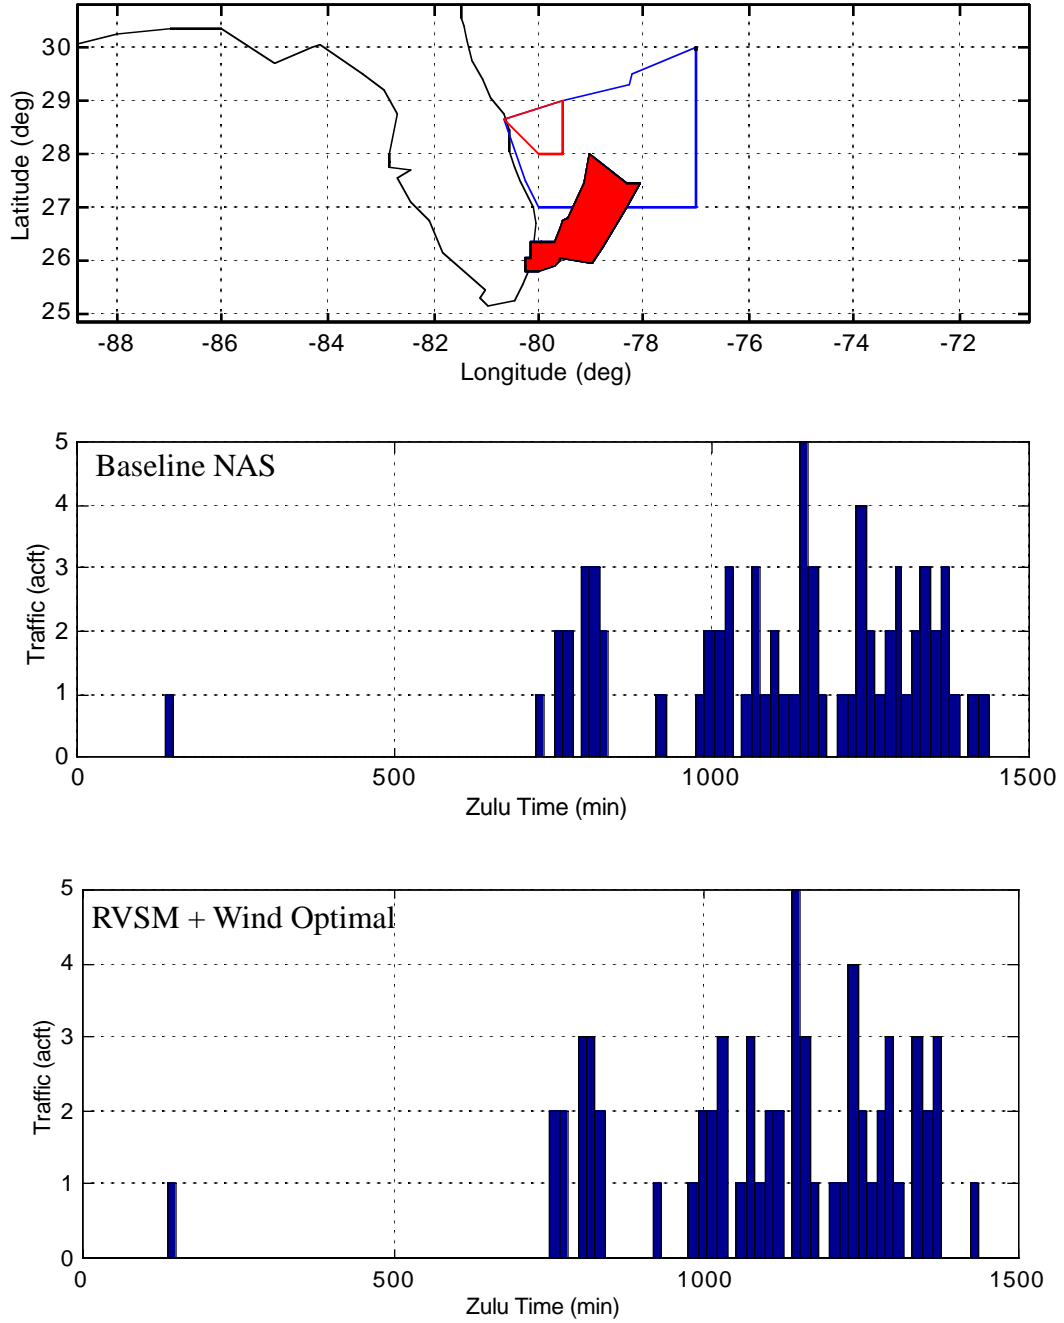 30
29
28
27
26
25
Latitude (deg)
-88 -86 -84 -82 -80 -78 -76 -74 -72
Longitude (deg)
Baseline NAS
5
4
3
2
1
0
Traffic (acft)
0 500 1000 1500
Zulu Time (min)
RVSM + Wind Optimal
5
4
3
2
1
0
Traffic (acft)
0 500 1000 1500
Zulu Time (min)